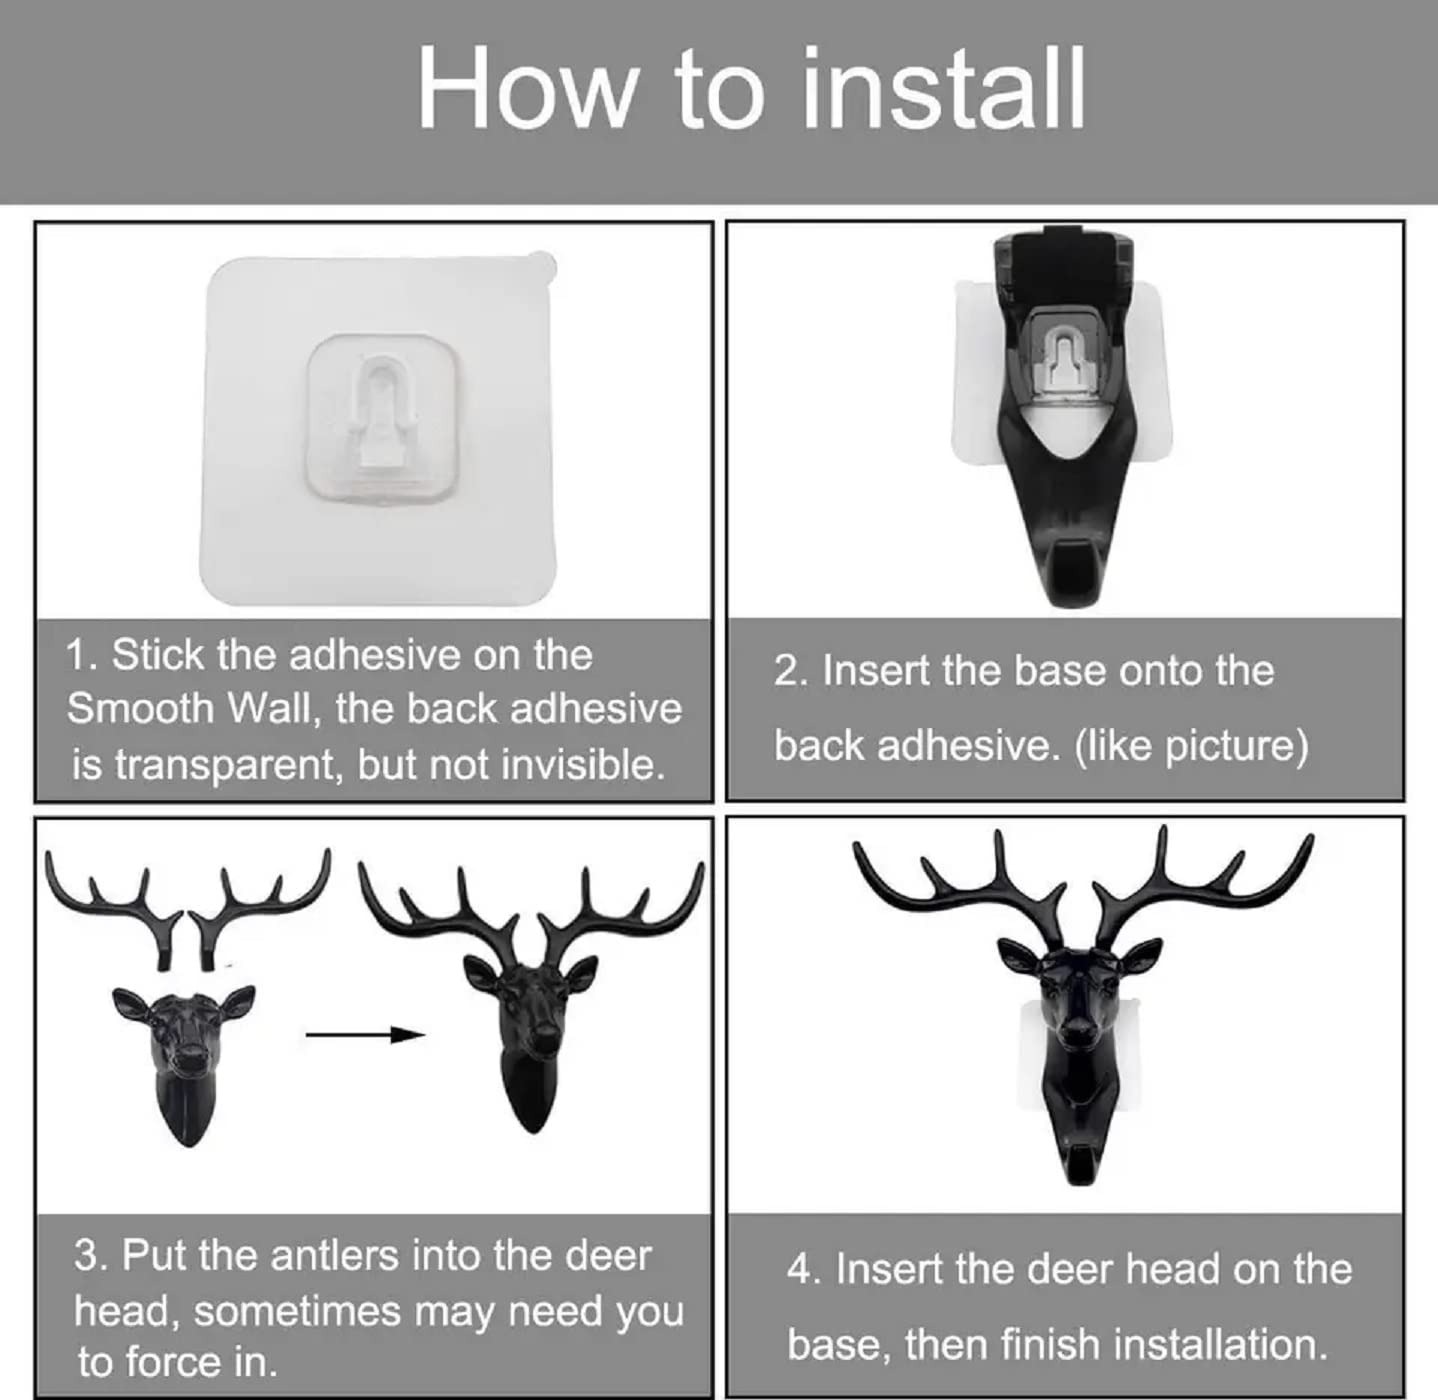 How to install
1. Stick the adhesive on the
Smooth Wall, the back adhesive
is transparent, but not invisible.
2. Insert the base onto the
back adhesive. (like picture)
3. Put the antlers into the deer
head, sometimes may need you
to force in.
4. Insert the deer head on the
base, then finish installation.